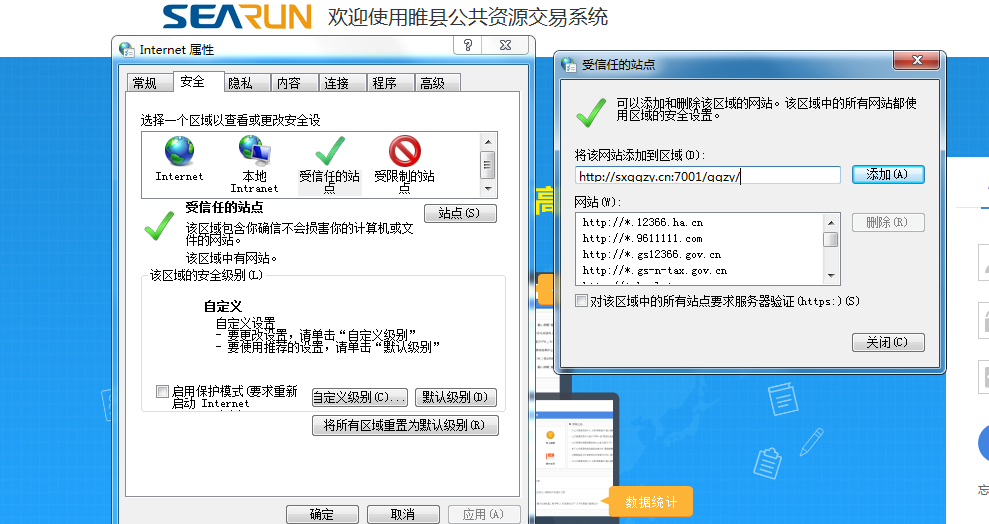 SEARUN 欢迎使用睢县公共资源交易系统
Internet 属性
常规 安全 隐私 内容 连接 程序 高级
选择一个区域以查看或更改安全设
Internet
本地
Intranet
受信任的站
点
受限制的站
点
受信任的站点
站点(S)
该区域包含你确信不会损害你的计算机或文
件的网站。
该区域中有网站。
该区域的安全级别(L)
自定义
自定义设置
- 要更改设置，请单击“自定义级别”
- 要使用推荐的设置，请单击“默认级别”
启用保护模式(要求重新
启动 Internet
自定义级别(C)... 默认级别(D)
将所有区域重置为默认级别(R)
确定 取消 应用(A)
受信任的站点
可以添加和删除该区域的网站。该区域中的所有网站都使
用区域的安全设置。
将该网站添加到区域(D):
http://sxggzy.cn:7001/ggzy/
添加(A)
网站(W):
http://*.12366.ha.cn
http://*.9611111.com
http://*.gs12366.gov.cn
http://*.gs-n-tax.gov.cn
删除(R)
对该区域中的所有站点要求服务器验证(https:)(S)
关闭(C)
高
数据统计
忘